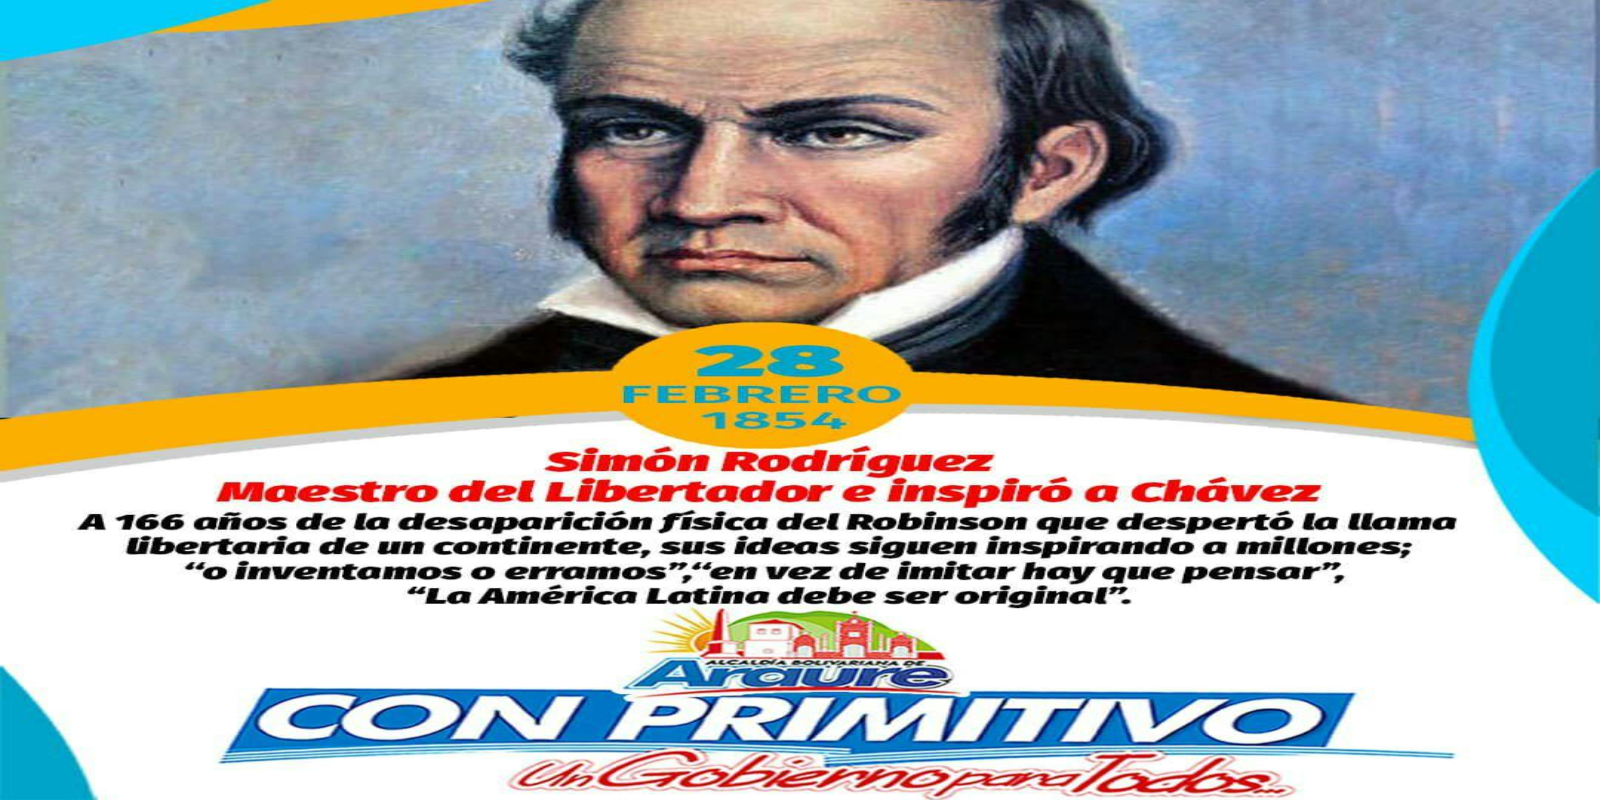 28
FEBRERO
1854
Simón Rodríguez
Maestro del Libertador e inspiró a Chávez
A 166 años de la desaparición física del Robinson que despertó la llama
libertaria de un continente, sus ideas siguen inspirando a millones;
“o inventamos o erramos”,“en vez de imitar hay que pensar”,
“La América Latina debe ser original”.
ALCALDÍA BOLIVARIANA DE
Araure
CON PRIMITIVO
Un Gobierno para Todos...